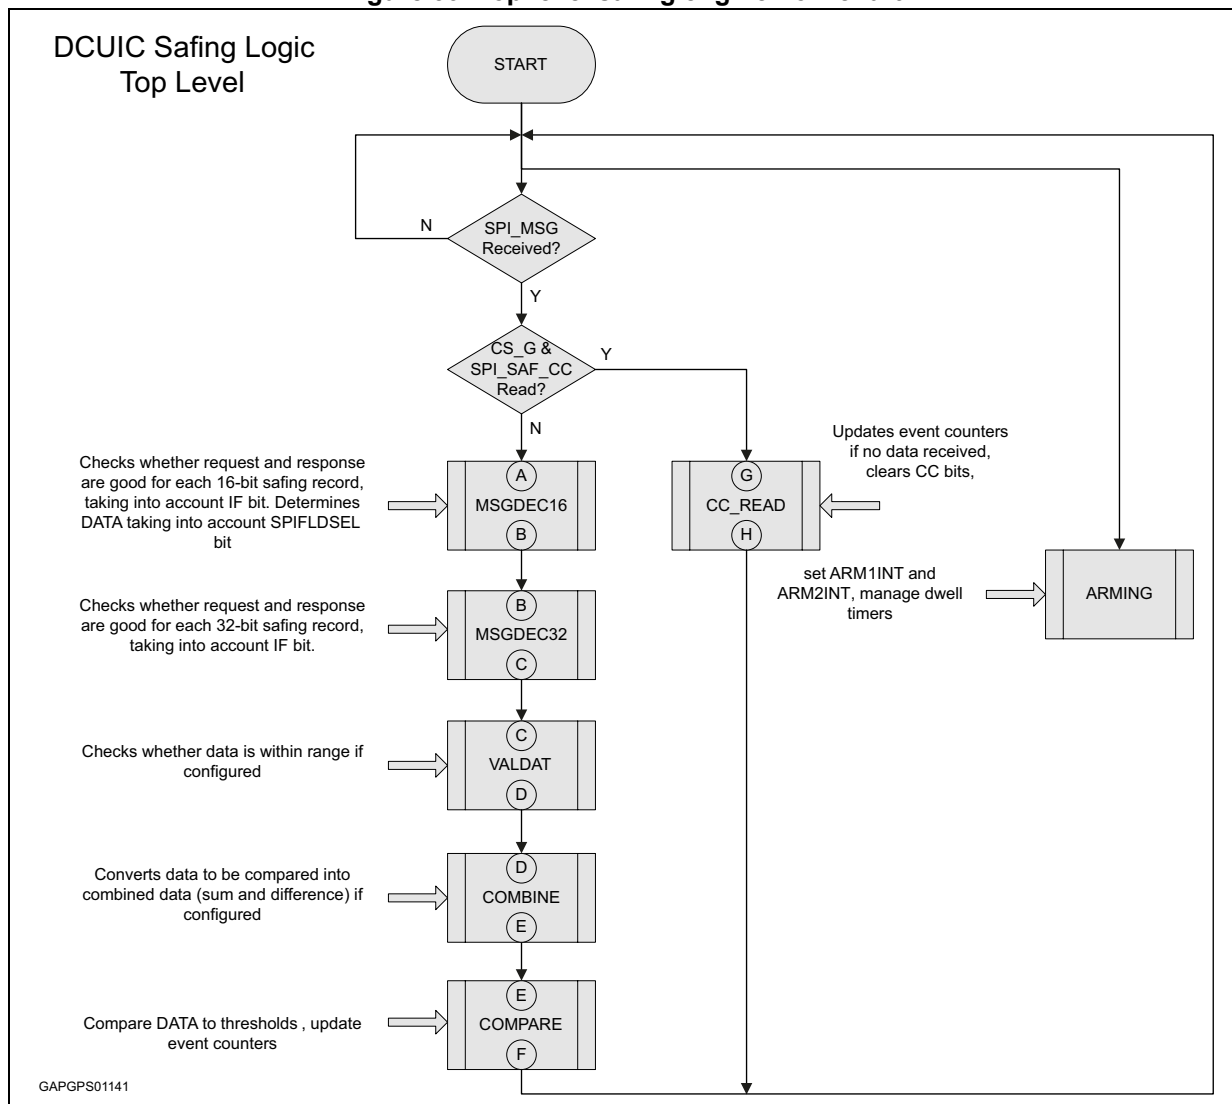 DCUIC Safing Logic
Top Level
START
N
SPI_MSG
Received?
Y
CS_G &
SPI_SAF_CC
Read?
Y
N
Checks whether request and response
are good for each 16-bit safing record,
taking into account IF bit. Determines
DATA taking into account SPIFLDSEL
bit
A
MSGDEC16
B
Updates event counters
if no data received,
clears CC bits,
G
CC_READ
H
set ARM1INT and
ARM2INT, manage dwell
timers
ARMING
Checks whether request and response
are good for each 32-bit safing record,
taking into account IF bit.
B
MSGDEC32
C
Checks whether data is within range if
configured
C
VALDAT
D
Converts data to be compared into
combined data (sum and difference) if
configured
D
COMBINE
E
Compare DATA to thresholds , update
event counters
E
COMPARE
F
GAPGPS01141